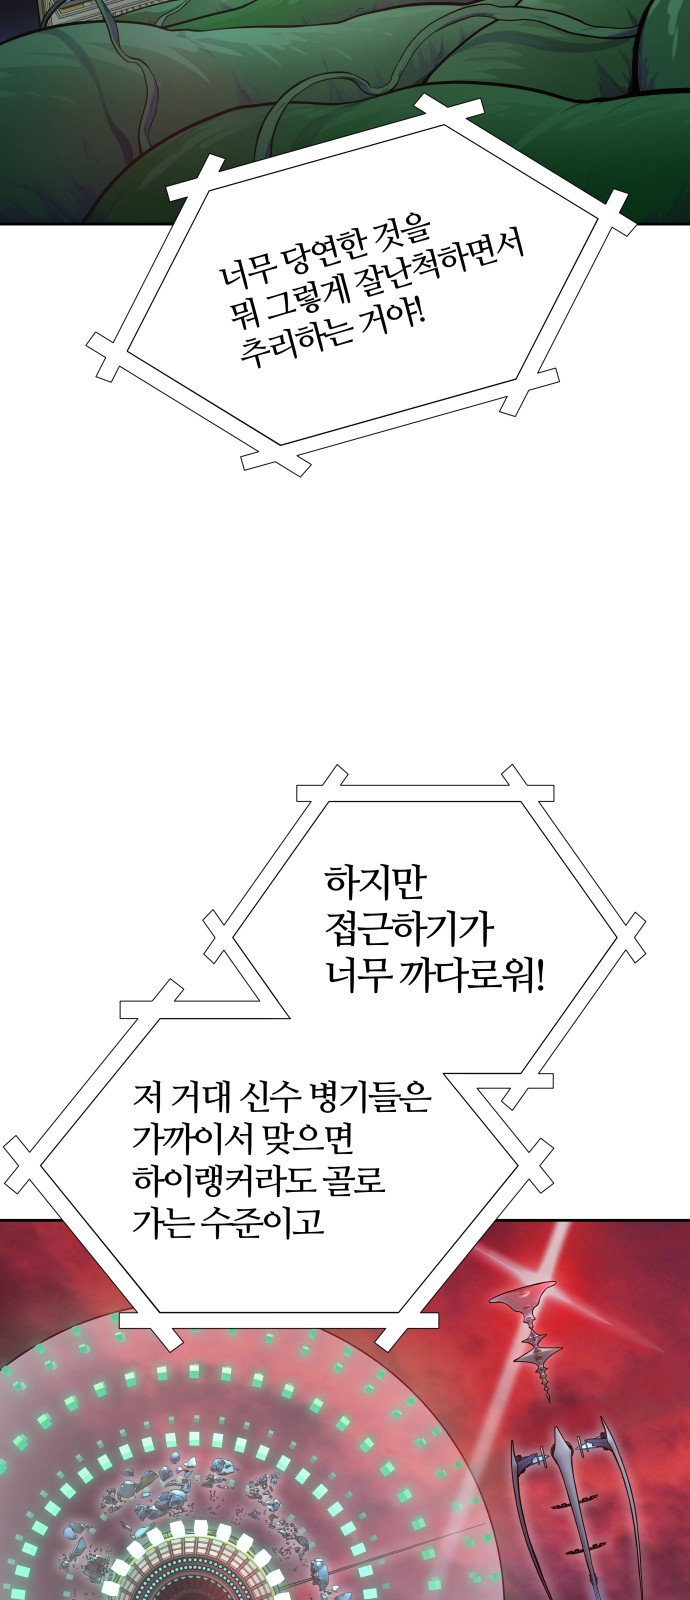 너무 당연한 것을
뭐 그렇게 잘난척하면서
추리하는 거야!
하지만
접근하기가
너무 까다로워!
저 거대 신수 병기들은
가까이서 맞으면
하이랭커라도 골로
가는 수준이고